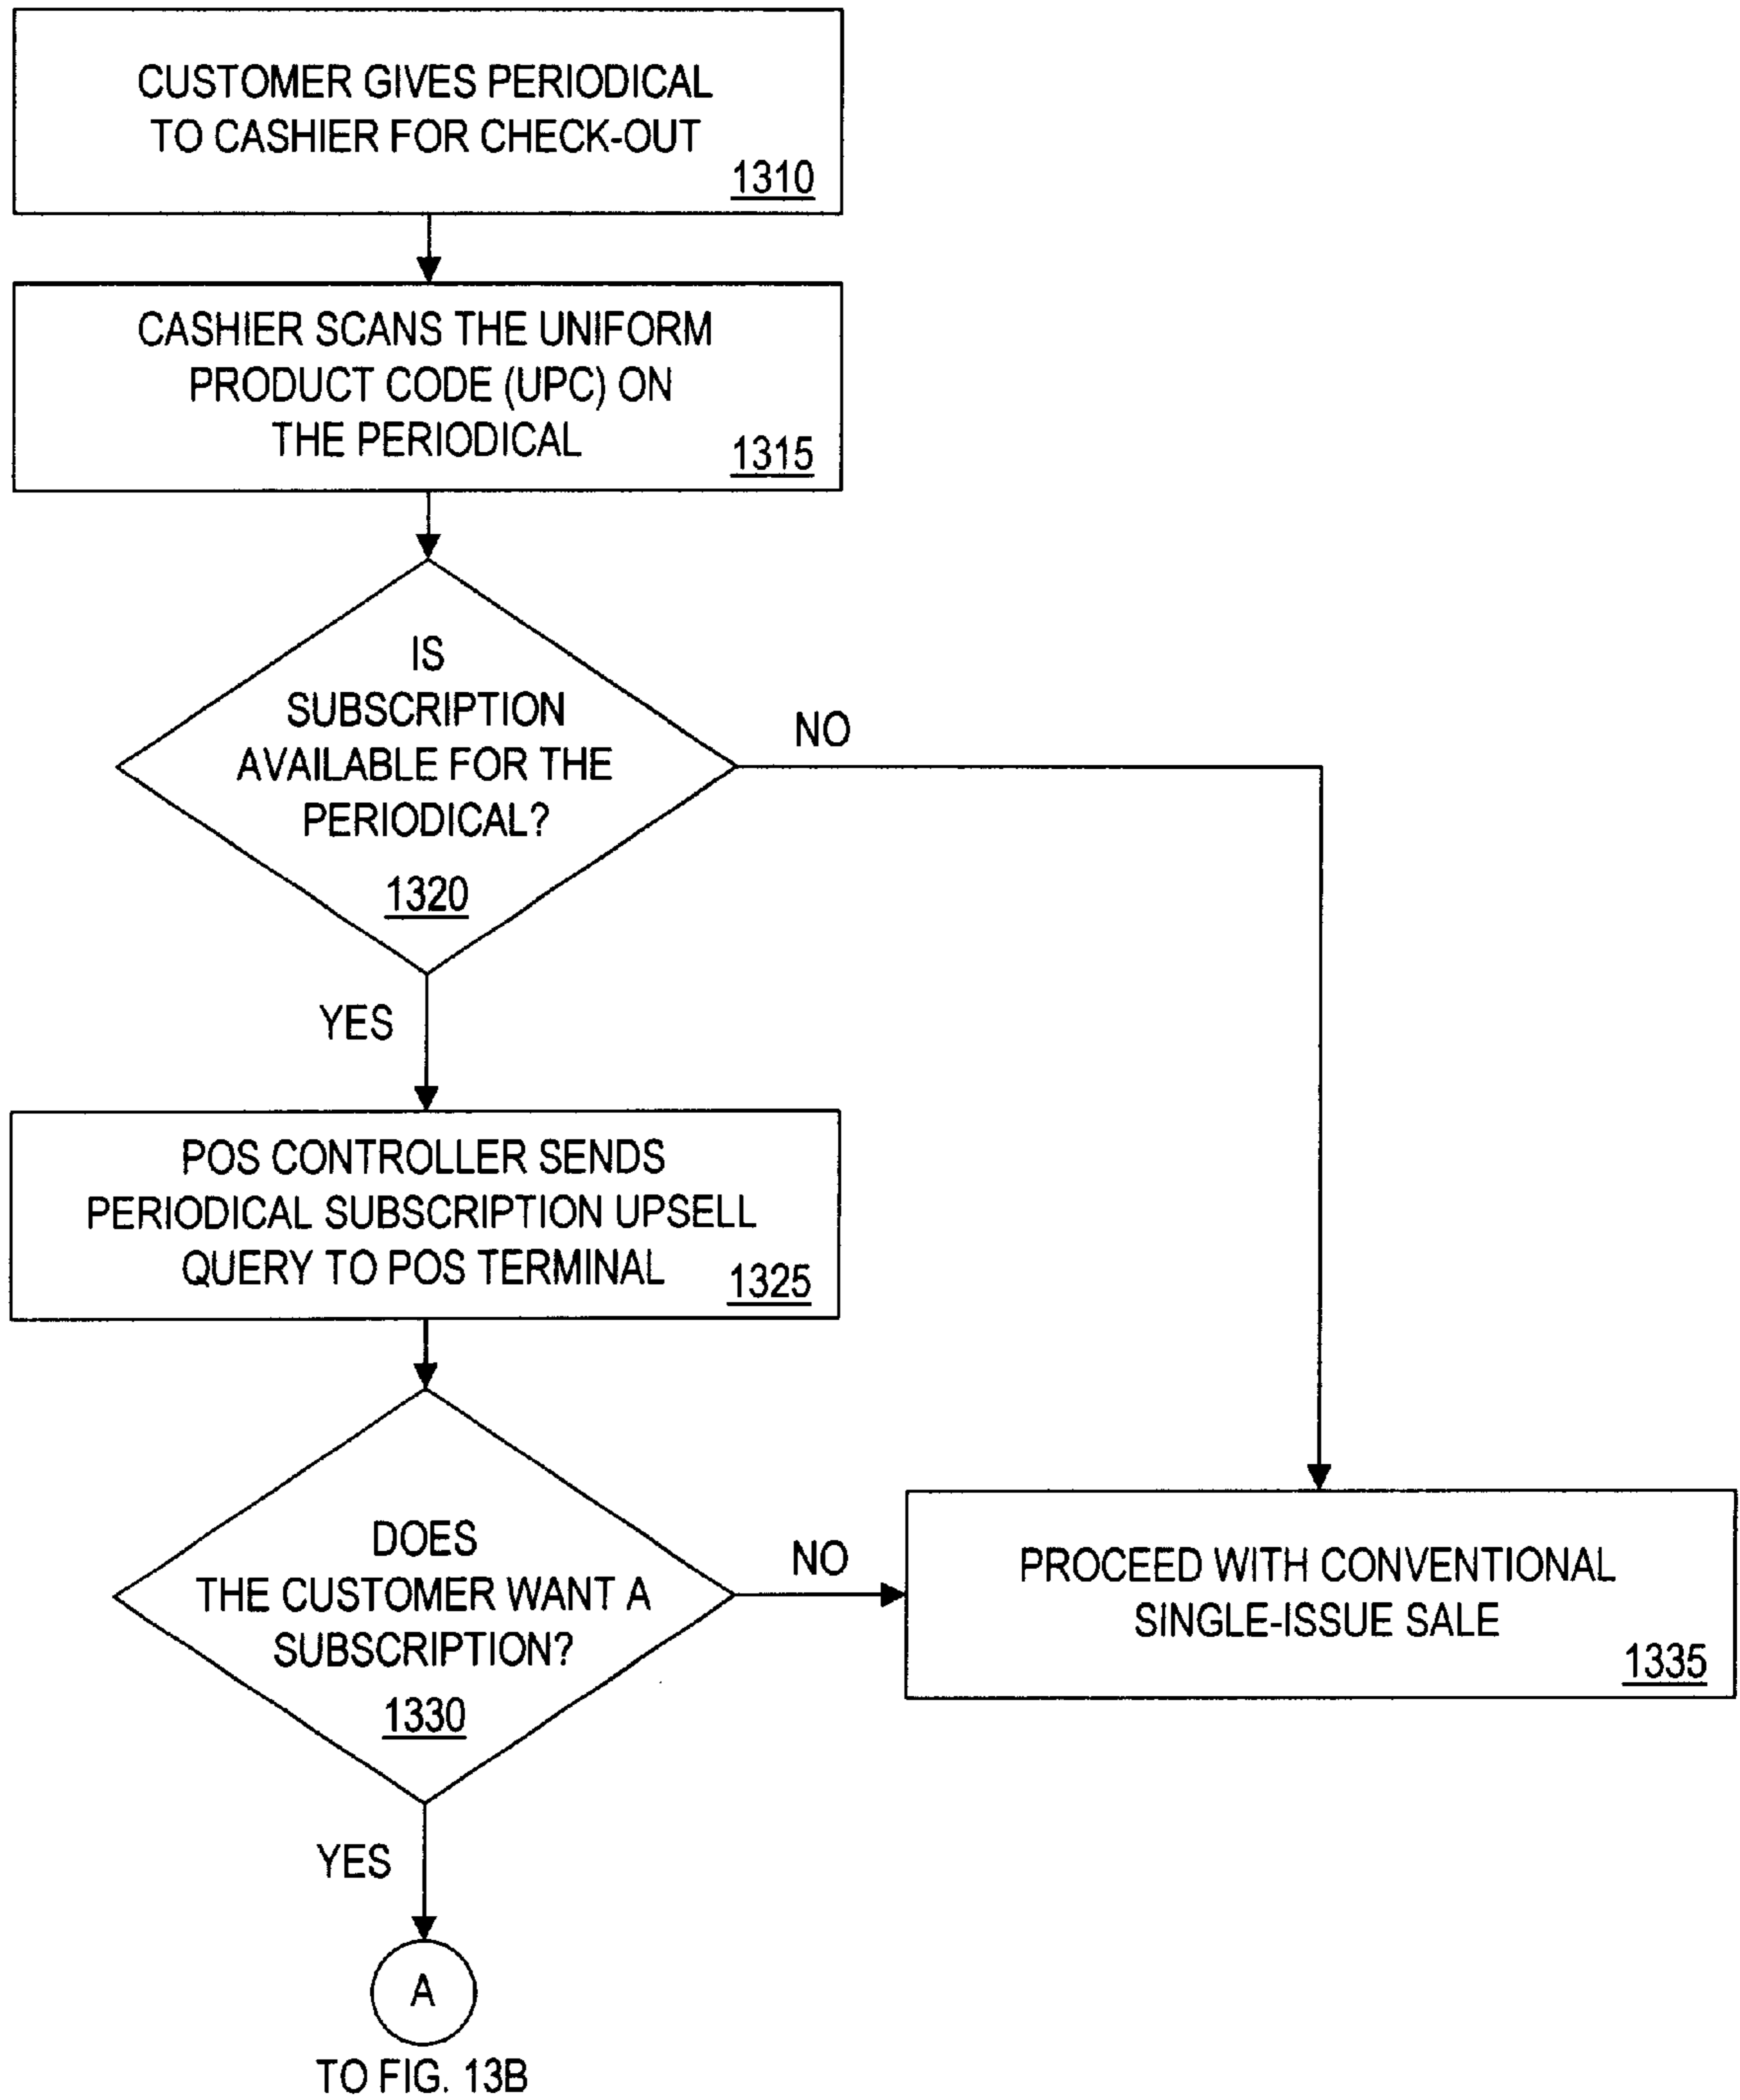 CUSTOMER GIVES PERIODICAL
TO CASHIER FOR CHECK-OUT
1310
CASHIER SCANS THE UNIFORM
PRODUCT CODE (UPC) ON
THE PERIODICAL
1315
IS
SUBSCRIPTION
AVAILABLE FOR THE
PERIODICAL?
1320
NO
YES
POS CONTROLLER SENDS
PERIODICAL SUBSCRIPTION UPSELL
QUERY TO POS TERMINAL
1325
DOES
THE CUSTOMER WANT A
SUBSCRIPTION?
1330
NO
PROCEED WITH CONVENTIONAL
SINGLE-ISSUE SALE
1335
YES
A
TO FIG. 13B